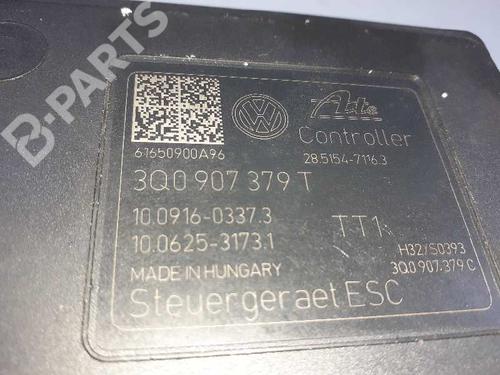 B-PARTS
Ate
Controller
61650900A96
28.5154-7116.3
3Q0 907 379 T
10.0916-0337.3
TT1
10.0625-3173.1
H32/S0393
MADE IN HUNGARY
3Q0 907.379 C
Steuergeraet ESC